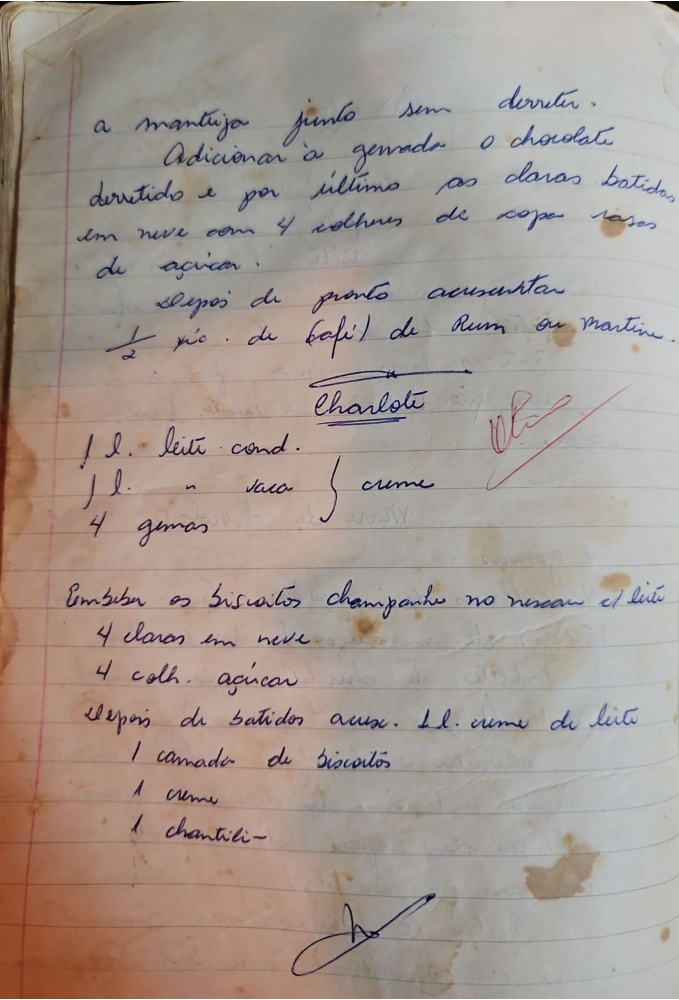 a manteiga junto sem derreter.
Adicionar à gemada o chocolate
derretido e por último as claras batidas
em neve com 4 colheres de sopa rasas
de açúcar.
Depois de pronto acrescentar
1/2 xíc. de (café) de Rum ou Martine.
Charlote
1 l. leite cond.
1 l. " vaca } creme
4 gemas
Embeber os biscoitos champanhe no nescau c/ leite
4 claras em neve
4 colh. açúcar
Depois de batidos acresc. 1 l. creme de leite
1 camada de biscoitos
1 creme
1 chantili